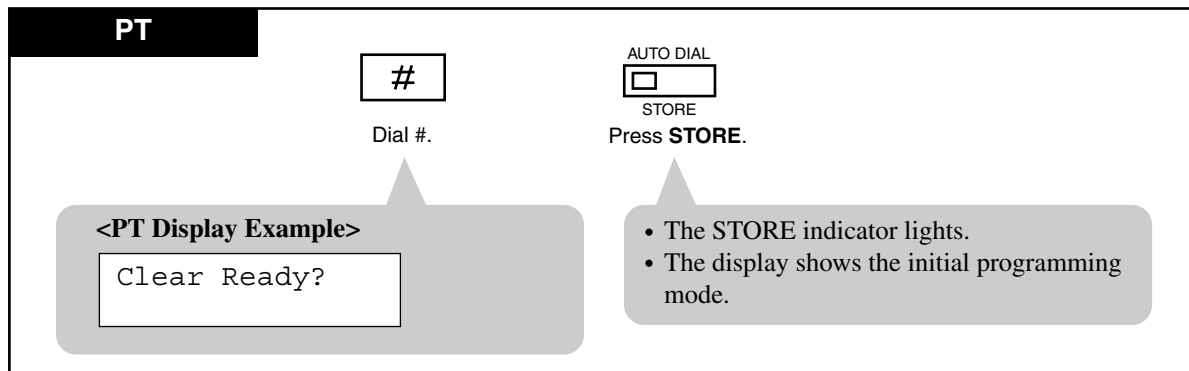 PT
#
AUTO DIAL
STORE
Dial #.
Press STORE.
<PT Display Example>
Clear Ready?
• The STORE indicator lights.
• The display shows the initial programming
mode.